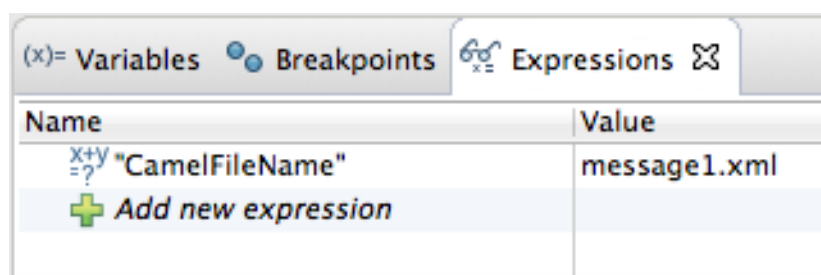 (x)= Variables Breakpoints Expressions
Name Value
x+y =? "CamelFileName" message1.xml
Add new expression